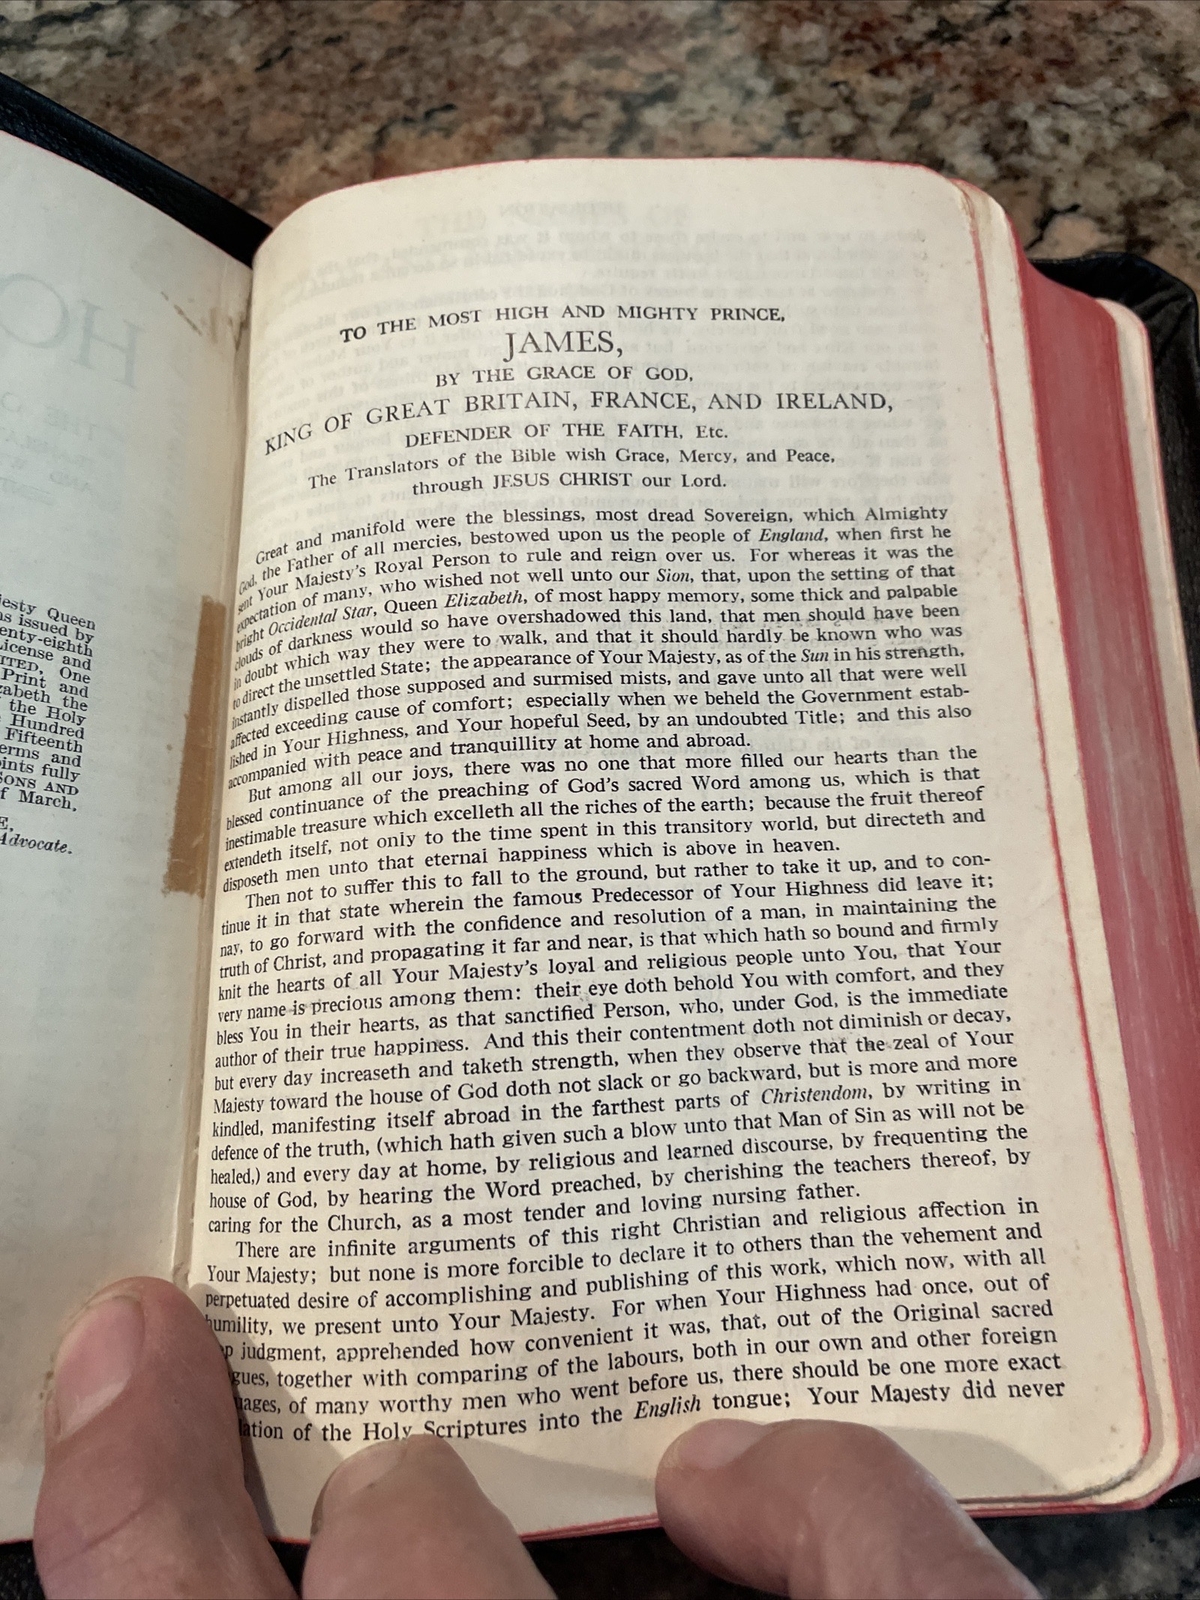 esty Queen
as issued by
enty-eighth
License and
ITED, One
Print and
zabeth the
the Holy
Hundred
Fifteenth
erms and
oints fully
SONS AND
f March,
E,
Advocate.
TO THE MOST HIGH AND MIGHTY PRINCE,
JAMES,
BY THE GRACE OF GOD,
KING OF GREAT BRITAIN, FRANCE, AND IRELAND,
DEFENDER OF THE FAITH, Etc.
The Translators of the Bible wish Grace, Mercy, and Peace,
through JESUS CHRIST our Lord.
Great and manifold were the blessings, most dread Sovereign, which Almighty
God, the Father of all mercies, bestowed upon us the people of England, when first he
sent Your Majesty's Royal Person to rule and reign over us. For whereas it was the
expectation of many, who wished not well unto our Sion, that, upon the setting of that
bright Occidental Star, Queen Elizabeth, of most happy memory, some thick and palpable
clouds of darkness would so have overshadowed this land, that men should have been
in doubt which way they were to walk, and that it should hardly be known who was
to direct the unsettled State; the appearance of Your Majesty, as of the Sun in his strength,
instantly dispelled those supposed and surmised mists, and gave unto all that were well
affected exceeding cause of comfort; especially when we beheld the Government estab-
lished in Your Highness, and Your hopeful Seed, by an undoubted Title; and this also
accompanied with peace and tranquillity at home and abroad.
But among all our joys, there was no one that more filled our hearts than the
blessed continuance of the preaching of God's sacred Word among us, which is that
inestimable treasure which excelleth all the riches of the earth; because the fruit thereof
extendeth itself, not only to the time spent in this transitory world, but directeth and
disposeth men unto that eternal happiness which is above in heaven.
Then not to suffer this to fall to the ground, but rather to take it up, and to con-
tinue it in that state wherein the famous Predecessor of Your Highness did leave it;
nay, to go forward with the confidence and resolution of a man, in maintaining the
truth of Christ, and propagating it far and near, is that which hath so bound and firmly
knit the hearts of all Your Majesty's loyal and religious people unto You, that Your
very name is precious among them: their eye doth behold You with comfort, and they
bless You in their hearts, as that sanctified Person, who, under God, is the immediate
author of their true happiness. And this their contentment doth not diminish or decay,
but every day increaseth and taketh strength, when they observe that the zeal of Your
Majesty toward the house of God doth not slack or go backward, but is more and more
kindled, manifesting itself abroad in the farthest parts of Christendom, by writing in
defence of the truth, (which hath given such a blow unto that Man of Sin as will not be
healed,) and every day at home, by religious and learned discourse, by frequenting the
house of God, by hearing the Word preached, by cherishing the teachers thereof, by
caring for the Church, as a most tender and loving nursing father.
There are infinite arguments of this right Christian and religious affection in
Your Majesty; but none is more forcible to declare it to others than the vehement and
perpetuated desire of accomplishing and publishing of this work, which now, with all
humility, we present unto Your Majesty. For when Your Highness had once, out of
p judgment, apprehended how convenient it was, that, out of the Original sacred
gues, together with comparing of the labours, both in our own and other foreign
uages, of many worthy men who went before us, there should be one more exact
lation of the Holy Scriptures into the English tongue; Your Majesty did never